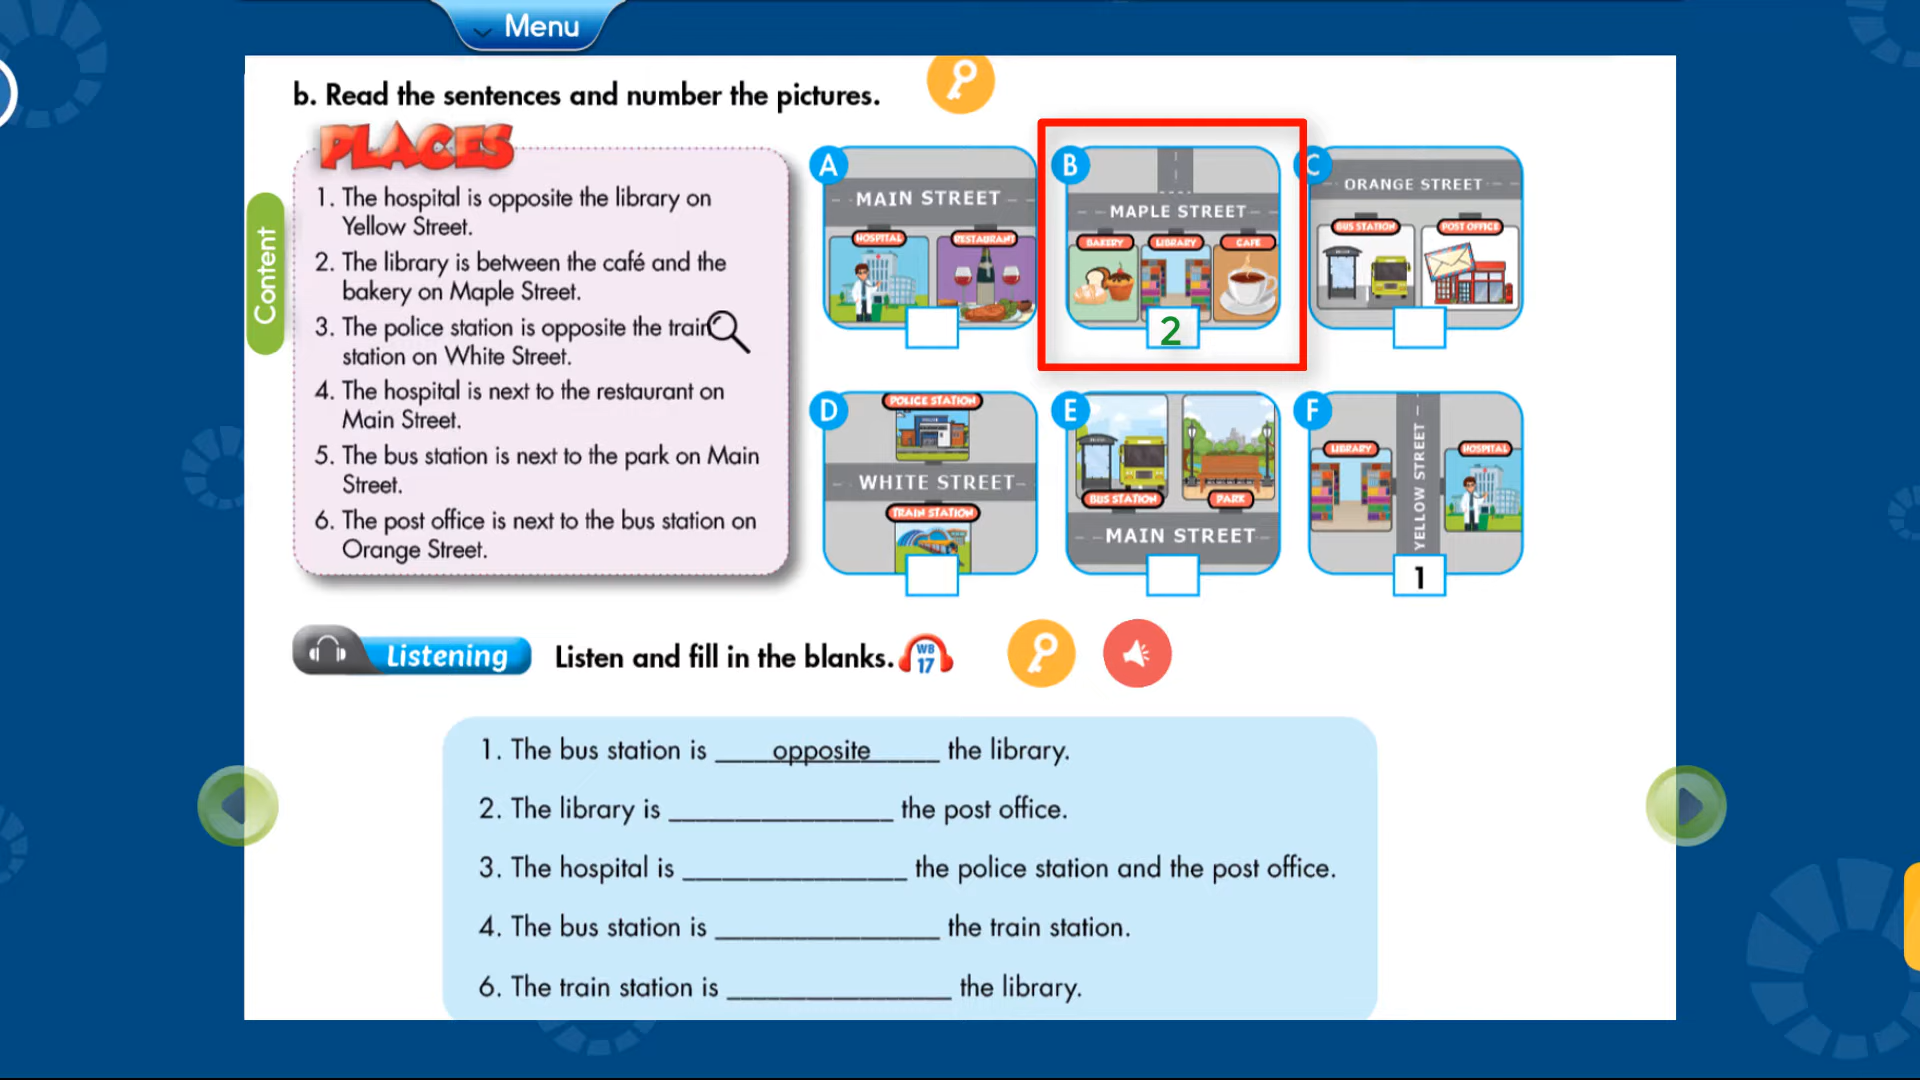 Menu
b. Read the sentences and number the pictures.
PLACES
Content
1. The hospital is opposite the library on
Yellow Street.
2. The library is between the café and the
bakery on Maple Street.
3. The police station is opposite the train
station on White Street.
4. The hospital is next to the restaurant on
Main Street.
5. The bus station is next to the park on Main
Street.
6. The post office is next to the bus station on
Orange Street.
A
MAIN STREET
HOSPITAL
RESTAURANT
B
MAPLE STREET
BAKERY
LIBRARY
CAFE
2
C
ORANGE STREET
BUS STATION
POST OFFICE
D
POLICE STATION
WHITE STREET
TRAIN STATION
E
BUS STATION
PARK
MAIN STREET
F
LIBRARY
YELLOW STREET
HOSPITAL
1
Listening
Listen and fill in the blanks.
WB
17
1. The bus station is ____opposite____ the library.
2. The library is ________________ the post office.
3. The hospital is ________________ the police station and the post office.
4. The bus station is ________________ the train station.
6. The train station is ________________ the library.